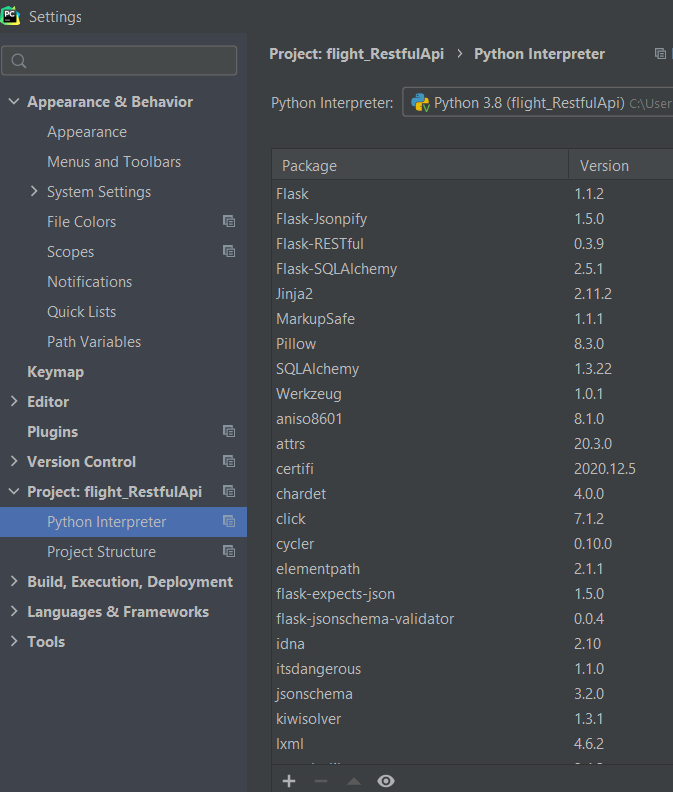 PC
Settings
Project: flight_RestfulApi › Python Interpreter
Python Interpreter: Python 3.8 (flight_RestfulApi) C:\User
Appearance & Behavior
Appearance
Menus and Toolbars
System Settings
File Colors
Scopes
Notifications
Quick Lists
Path Variables
Keymap
Editor
Plugins
Version Control
Project: flight_RestfulApi
Python Interpreter
Project Structure
Build, Execution, Deployment
Languages & Frameworks
Tools
Package Version
Flask 1.1.2
Flask-Jsonpify 1.5.0
Flask-RESTful 0.3.9
Flask-SQLAlchemy 2.5.1
Jinja2 2.11.2
MarkupSafe 1.1.1
Pillow 8.3.0
SQLAlchemy 1.3.22
Werkzeug 1.0.1
aniso8601 8.1.0
attrs 20.3.0
certifi 2020.12.5
chardet 4.0.0
click 7.1.2
cycler 0.10.0
elementpath 2.1.1
flask-expects-json 1.5.0
flask-jsonschema-validator 0.0.4
idna 2.10
itsdangerous 1.1.0
jsonschema 3.2.0
kiwisolver 1.3.1
lxml 4.6.2